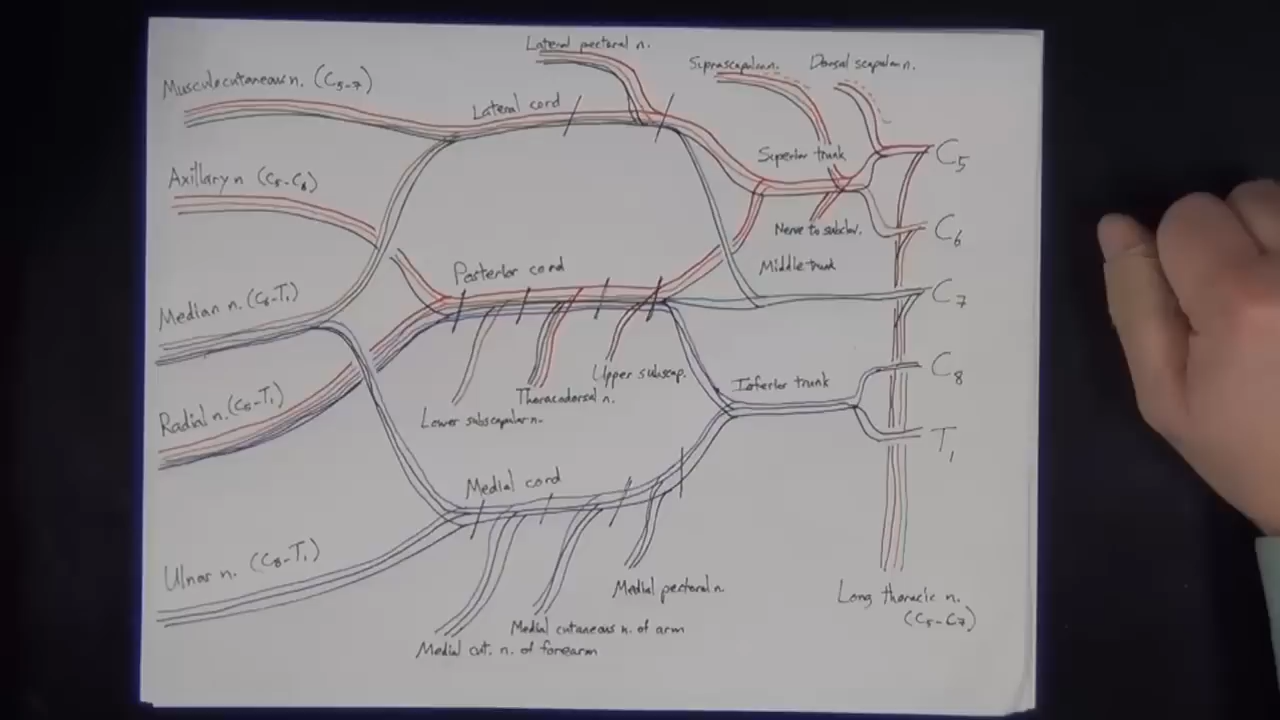 Lateral pectoral n.
Suprascapular n.
Dorsal scapular n.
Musculocutaneous n. (C5-7)
Lateral cord
Superior trunk
C5
Axillary n (C5-C6)
Nerve to subclav.
C6
Posterior cord
Middle trunk
C7
Median n. (C6-T1)
Upper subscap.
Inferior trunk
C8
Thoracodorsal n.
Radial n. (C5-T1)
Lower subscapular n.
T1
Medial cord
Ulnar n. (C8-T1)
Medial pectoral n.
Long thoracic n.
(C5-C7)
Medial cutaneous n. of arm
Medial cut. n. of forearm